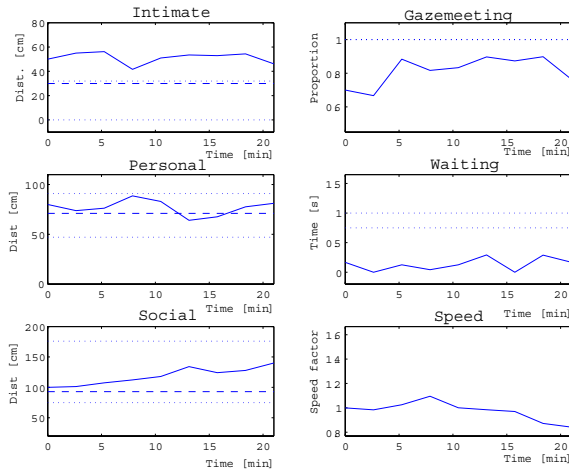 Intimate
Dist. [cm]
80
60
40
20
0
0 5 10 15 20
Time [min]
Gazemeeting
Proportion
1
0.8
0.6
0 5 10 15 20
Time [min]
Personal
Dist [cm]
100
50
0
0 5 10 15 20
Time [min]
Waiting
Time [s]
1.5
1
0.5
0
0 5 10 15 20
Time [min]
Social
Dist [cm]
200
150
100
50
0 5 10 15 20
Time [min]
Speed
Speed factor
1.6
1.4
1.2
1
0.8
0 5 10 15 20
Time [min]